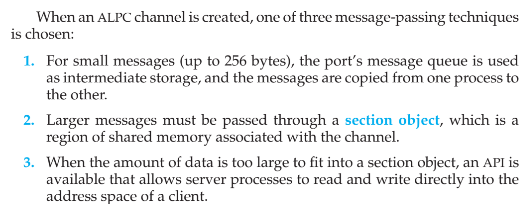 When an ALPC channel is created, one of three message-passing techniques
is chosen:
1. For small messages (up to 256 bytes), the port's message queue is used
as intermediate storage, and the messages are copied from one process to
the other.
2. Larger messages must be passed through a section object, which is a
region of shared memory associated with the channel.
3. When the amount of data is too large to fit into a section object, an API is
available that allows server processes to read and write directly into the
address space of a client.